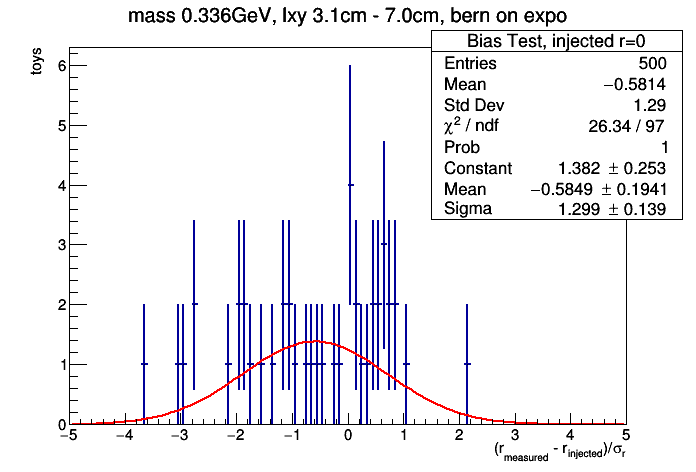 mass 0.336GeV, lxy 3.1cm - 7.0cm, bern on expo
toys
Bias Test, injected r=0
Entries 500
Mean −0.5814
Std Dev 1.29
χ² / ndf 26.34 / 97
Prob 1
Constant 1.382 ± 0.253
Mean −0.5849 ± 0.1941
Sigma 1.299 ± 0.139
6
5
4
3
2
1
0
−5 −4 −3 −2 −1 0 1 2 3 4 5
(r_measured - r_injected)/σ_r